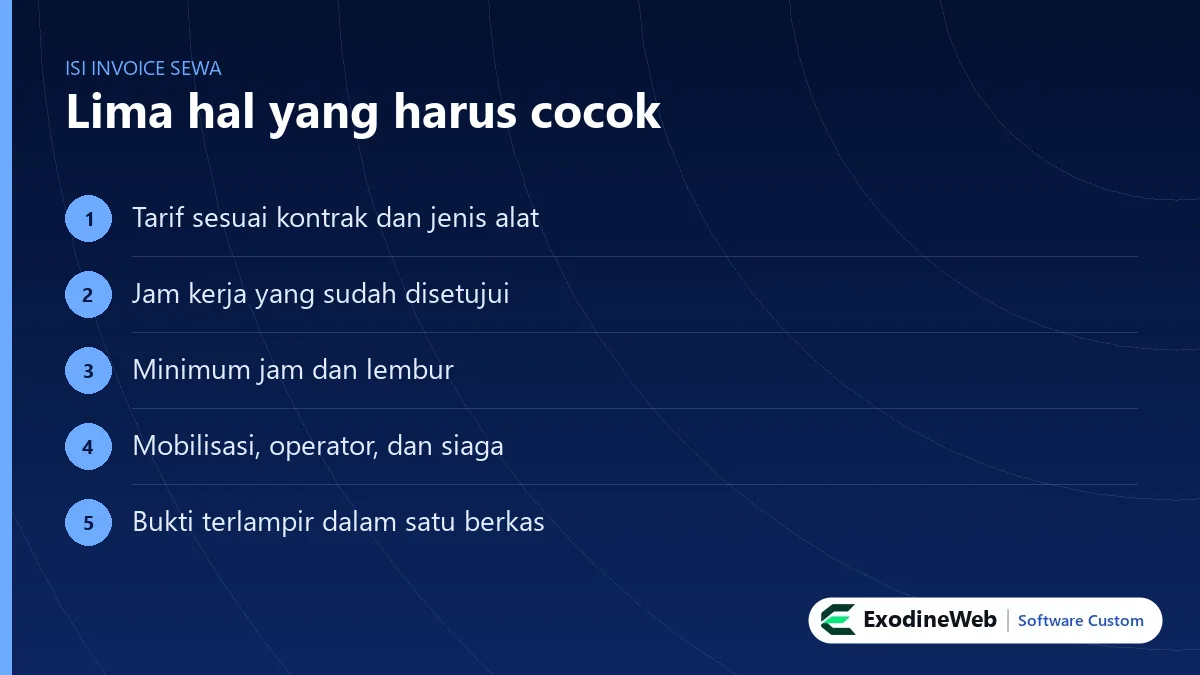 ISI INVOICE SEWA
Lima hal yang harus cocok
1 Tarif sesuai kontrak dan jenis alat
2 Jam kerja yang sudah disetujui
3 Minimum jam dan lembur
4 Mobilisasi, operator, dan siaga
5 Bukti terlampir dalam satu berkas
ExodineWeb | Software Custom